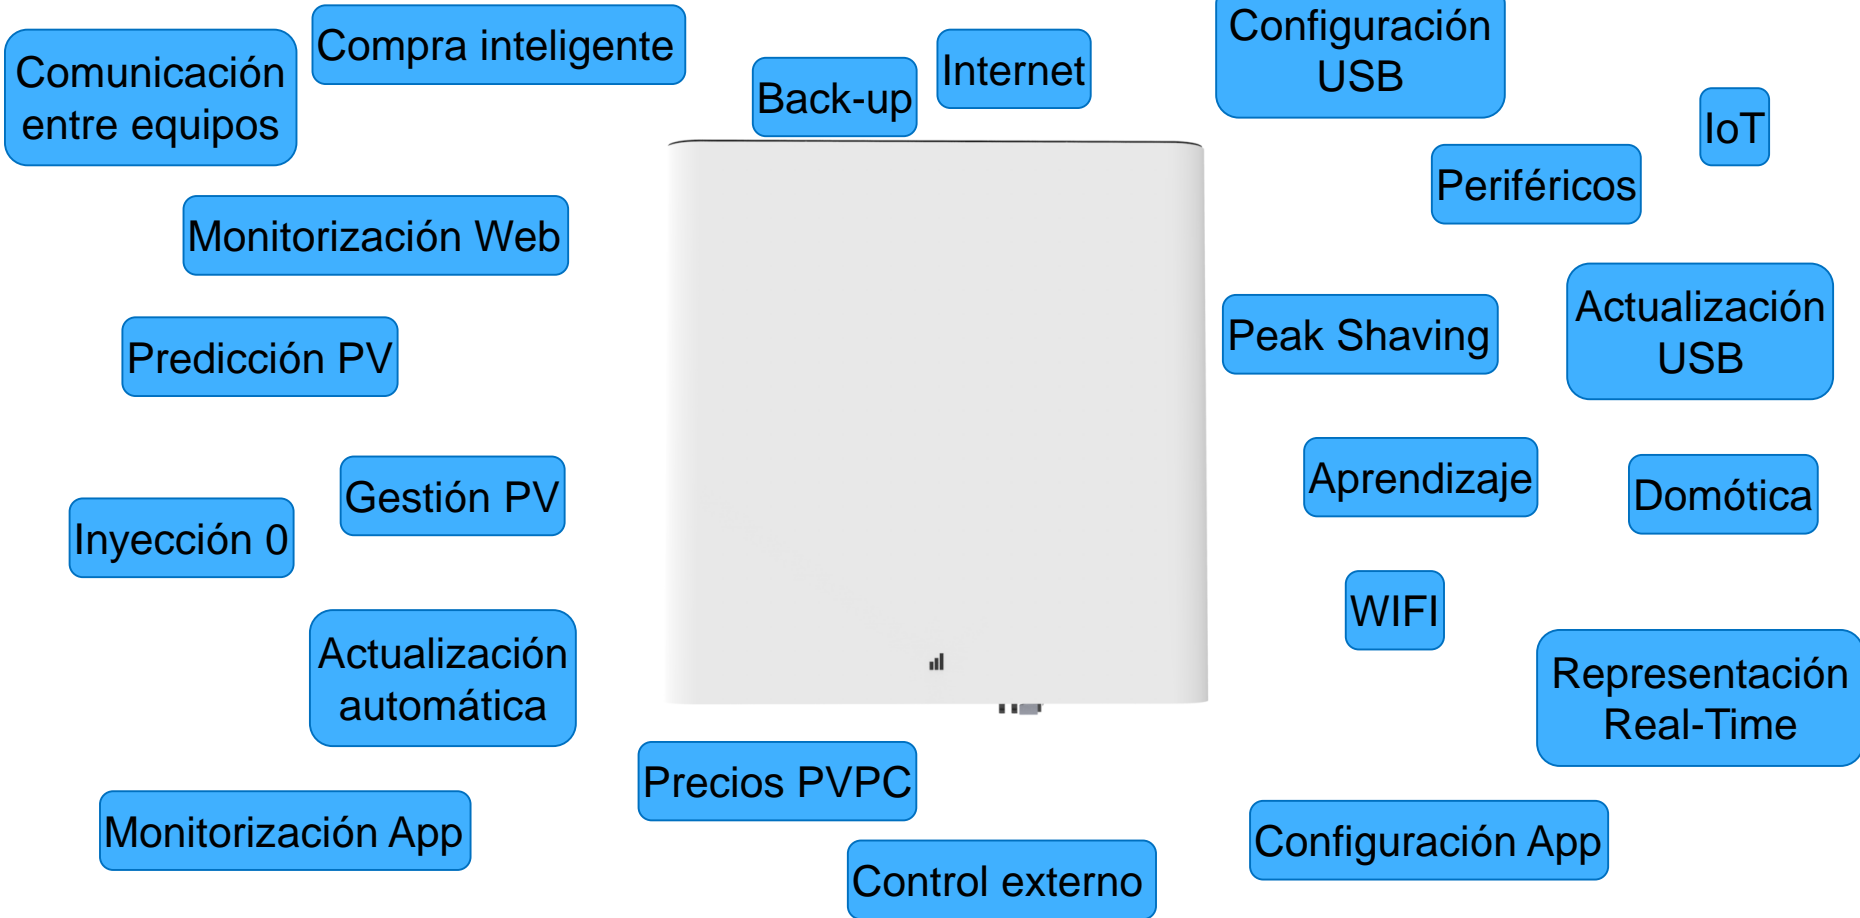 Comunicación
entre equipos
Compra inteligente
Back-up
Internet
Configuración
USB
IoT
Periféricos
Monitorización Web
Predicción PV
Peak Shaving
Actualización
USB
Gestión PV
Inyección 0
Aprendizaje
Domótica
WIFI
Actualización
automática
Representación
Real-Time
Precios PVPC
Monitorización App
Configuración App
Control externo